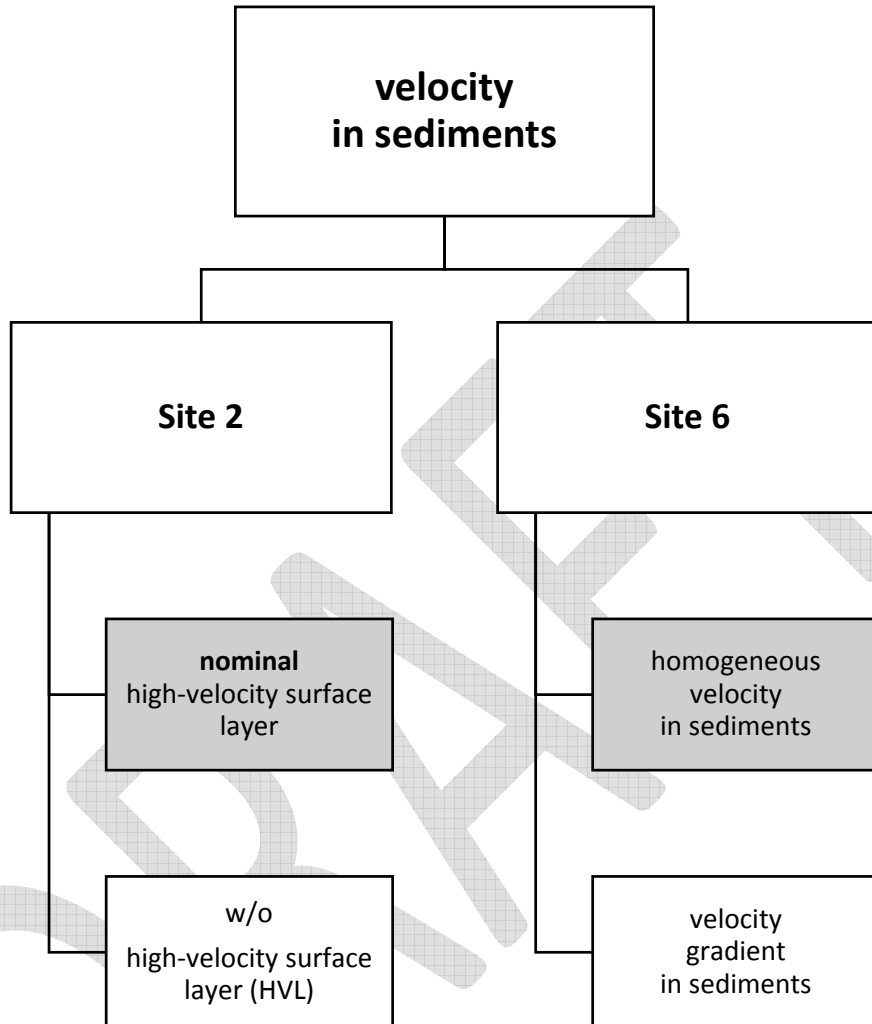 velocity
in sediments
Site 2
Site 6
nominal
high-velocity surface
layer
homogeneous
velocity
in sediments
w/o
high-velocity surface
layer (HVL)
velocity
gradient
in sediments